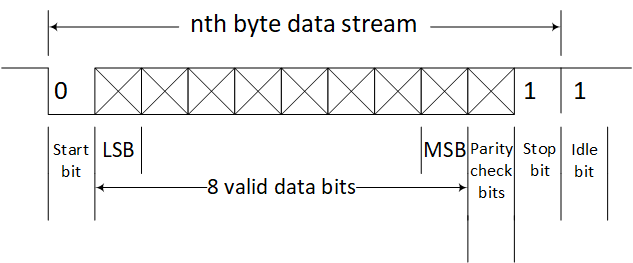 nth byte data stream
0
1
1
Start
bit
LSB
MSB
Parity
check
bits
Stop
bit
Idle
bit
8 valid data bits